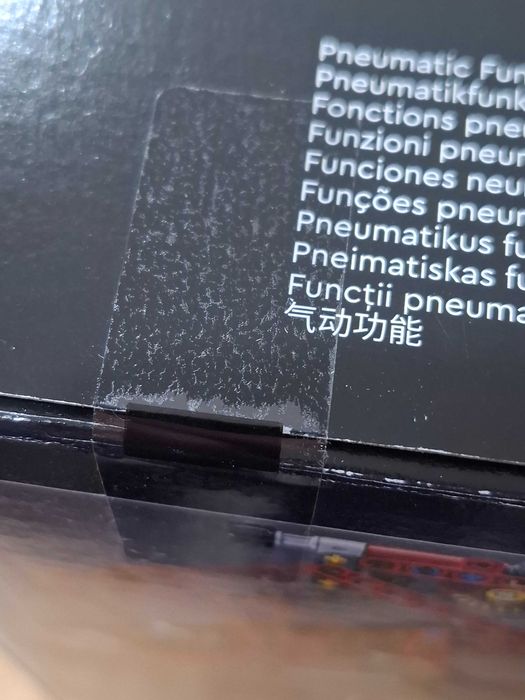 Pneumatic Fun
Pneumatikfunk
Fonctions pne
Funzioni pneu
Funciones neu
Funções pneu
Pneumatikus fu
Pneimatiskas fu
Funcții pneuma
气动功能